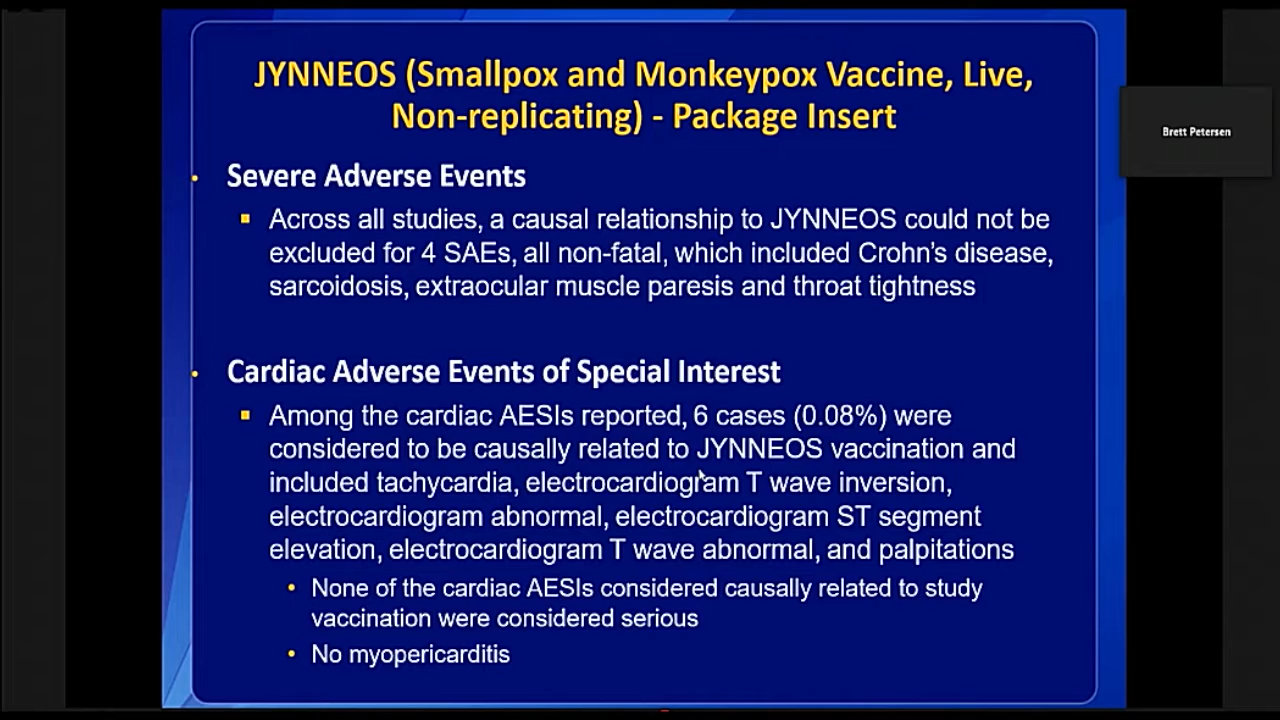 JYNNEOS (Smallpox and Monkeypox Vaccine, Live,
Non-replicating) - Package Insert
Brett Petersen
• Severe Adverse Events
▪ Across all studies, a causal relationship to JYNNEOS could not be
excluded for 4 SAEs, all non-fatal, which included Crohn's disease,
sarcoidosis, extraocular muscle paresis and throat tightness
• Cardiac Adverse Events of Special Interest
▪ Among the cardiac AESIs reported, 6 cases (0.08%) were
considered to be causally related to JYNNEOS vaccination and
included tachycardia, electrocardiogram T wave inversion,
electrocardiogram abnormal, electrocardiogram ST segment
elevation, electrocardiogram T wave abnormal, and palpitations
• None of the cardiac AESIs considered causally related to study
vaccination were considered serious
• No myopericarditis